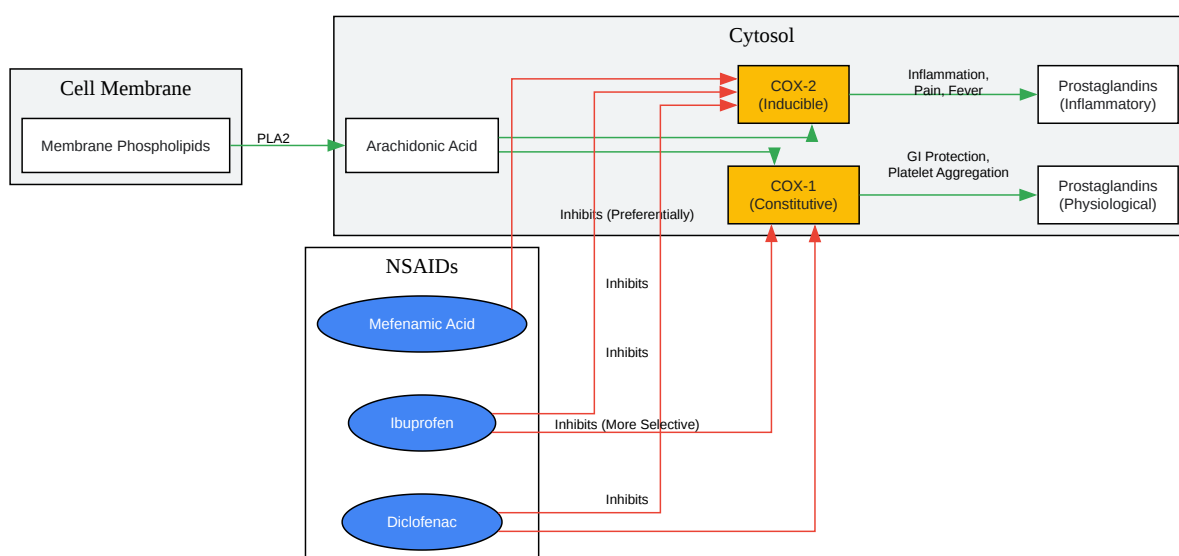 Cytosol
Cell Membrane
COX-2
(Inducible)
Inflammation,
Pain, Fever
Prostaglandins
(Inflammatory)
Membrane Phospholipids
PLA2
Arachidonic Acid
GI Protection,
Platelet Aggregation
COX-1
(Constitutive)
Prostaglandins
(Physiological)
Inhibits (Preferentially)
NSAIDs
Inhibits
Mefenamic Acid
Inhibits
Ibuprofen
Inhibits (More Selective)
Inhibits
Diclofenac